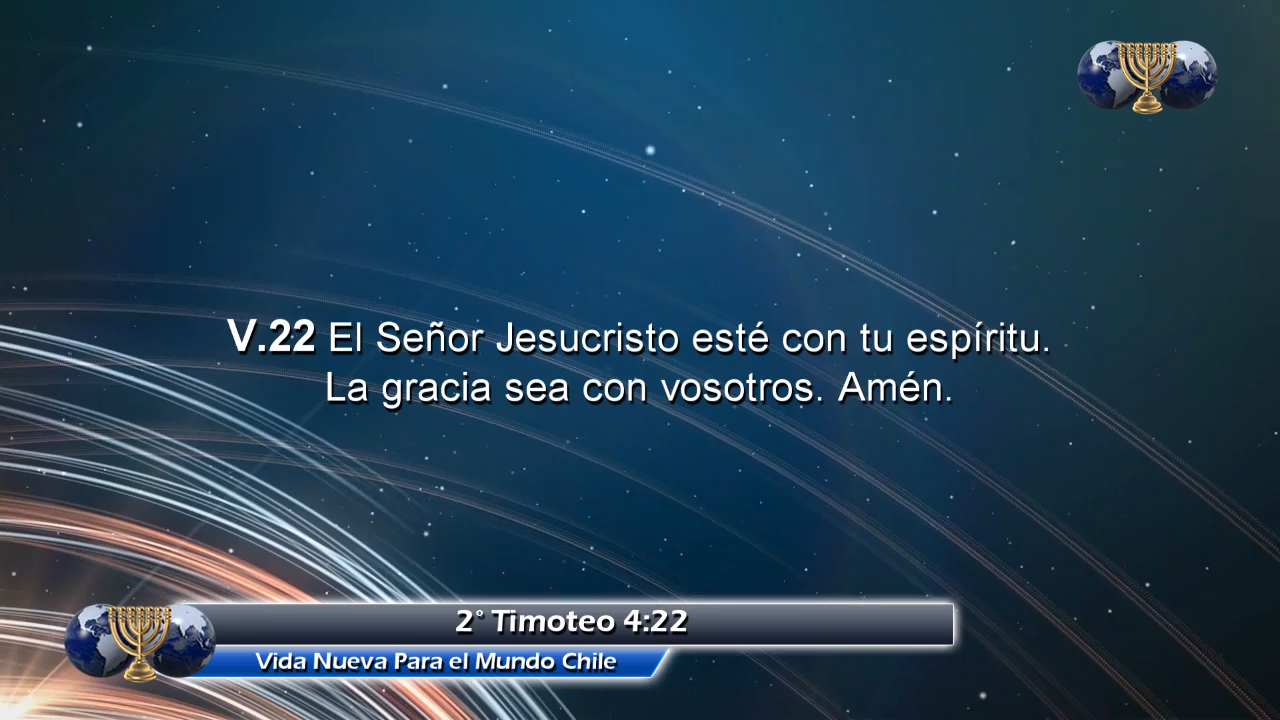 V.22 El Señor Jesucristo esté con tu espíritu.
La gracia sea con vosotros. Amén.
2° Timoteo 4:22
Vida Nueva Para el Mundo Chile